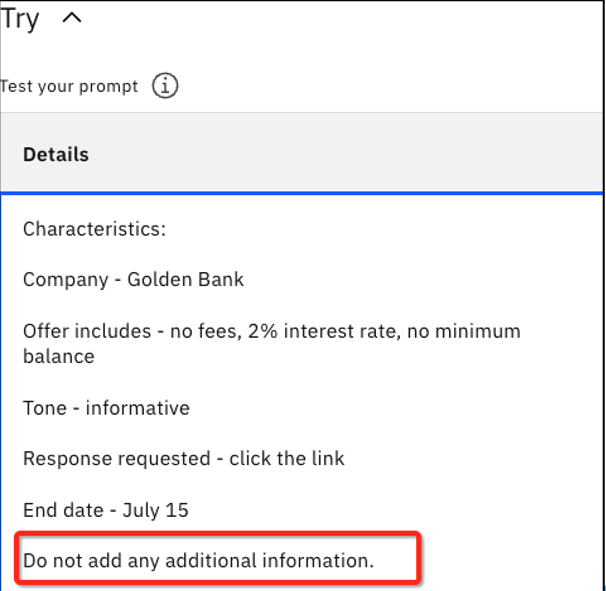 Try
Test your prompt
Details
Characteristics:
Company - Golden Bank
Offer includes - no fees, 2% interest rate, no minimum
balance
Tone - informative
Response requested - click the link
End date - July 15
Do not add any additional information.